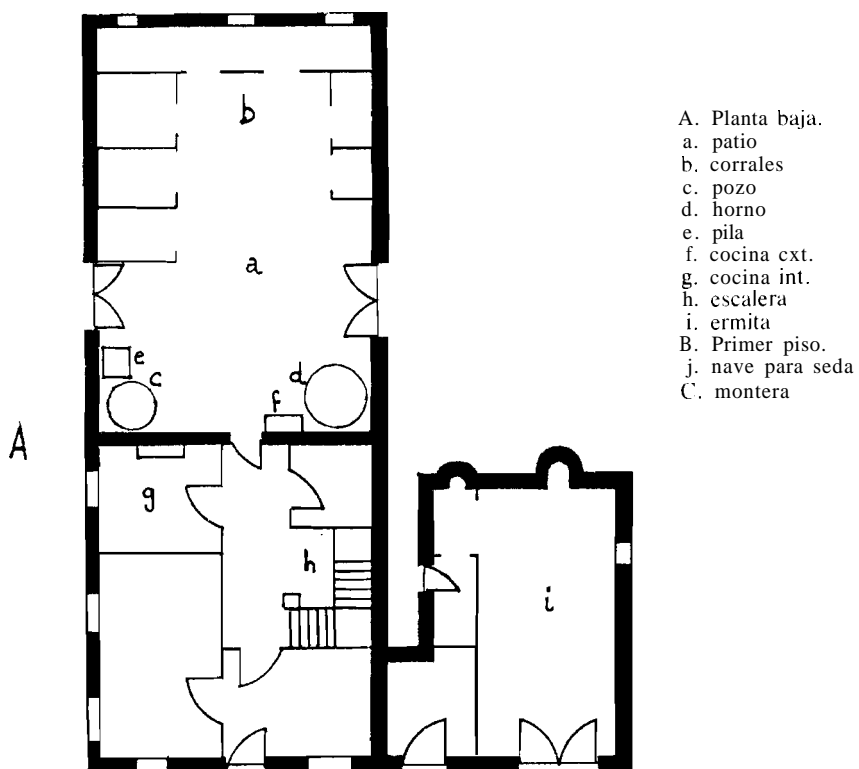 b
a
e
c
d
f
A
g
h
i
A. Planta baja.
a. patio
b. corrales
c. pozo
d. horno
e. pila
f. cocina cxt.
g. cocina int.
h. escalera
i. ermita
B. Primer piso.
j. nave para seda
C. montera